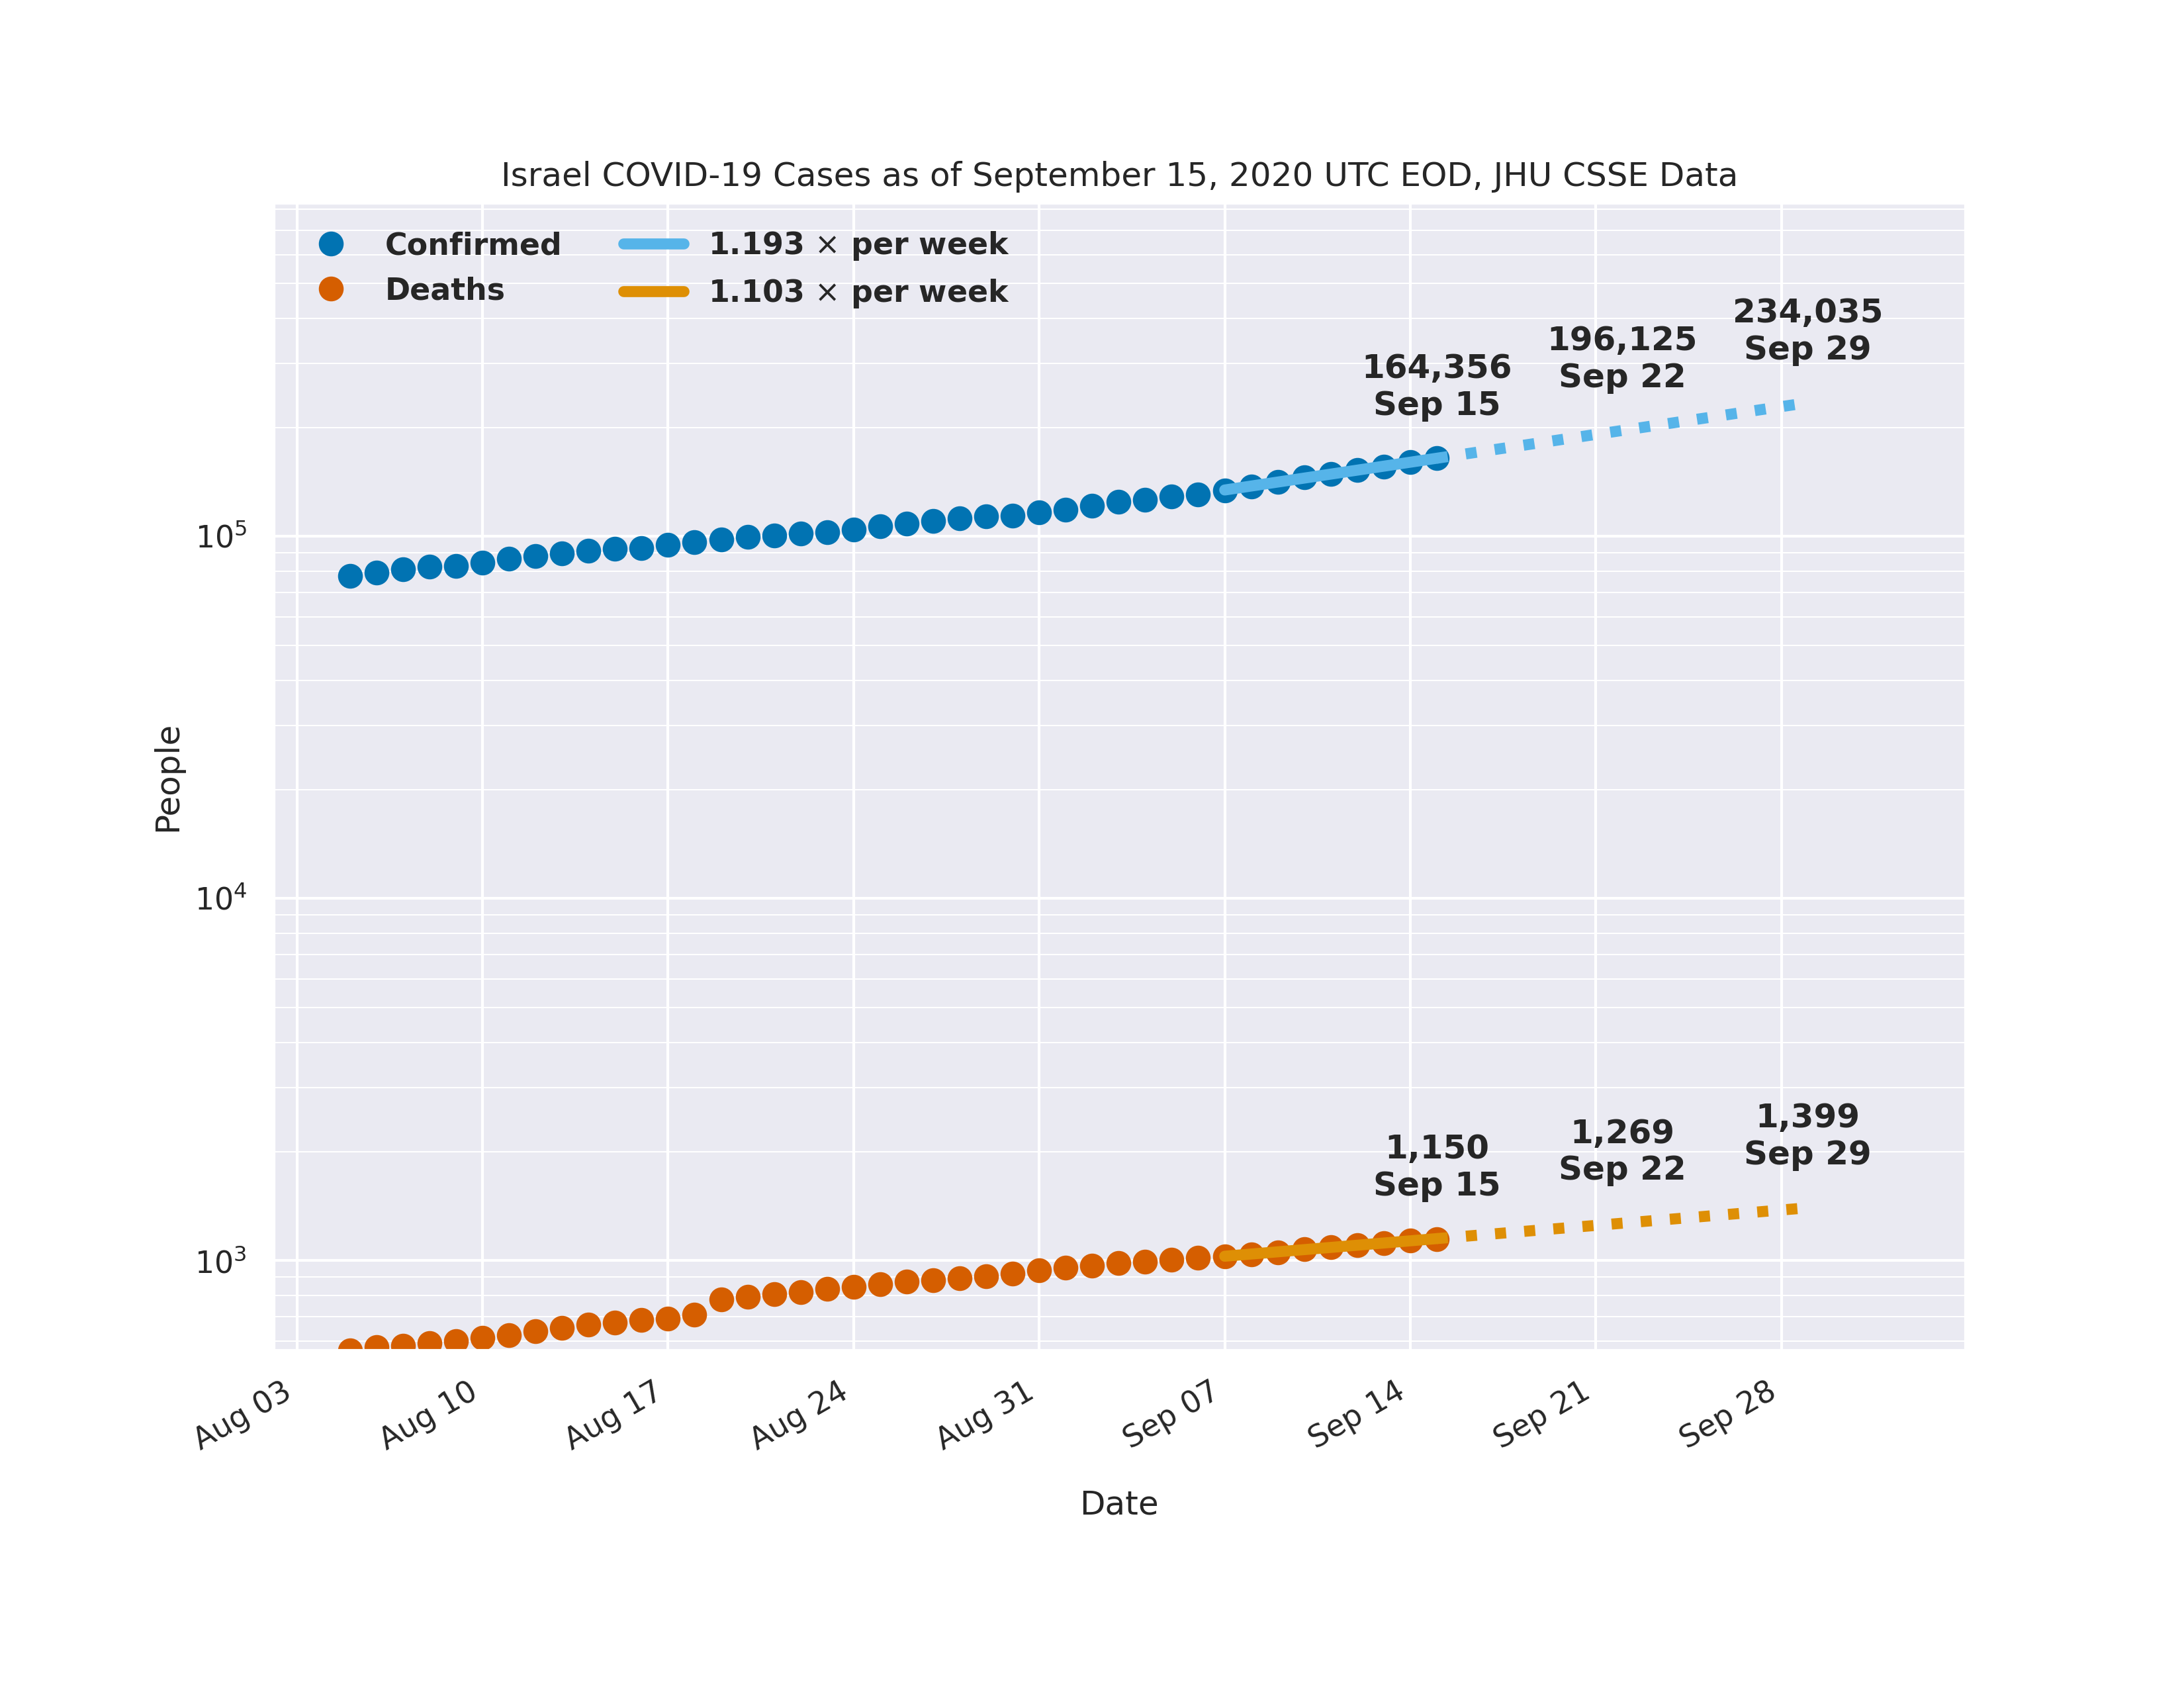 Israel COVID-19 Cases as of September 15, 2020 UTC EOD, JHU CSSE Data
Confirmed
Deaths
1.193 × per week
1.103 × per week
164,356
Sep 15
196,125
Sep 22
234,035
Sep 29
1,150
Sep 15
1,269
Sep 22
1,399
Sep 29
People
10⁵
10⁴
10³
Aug 03
Aug 10
Aug 17
Aug 24
Aug 31
Sep 07
Sep 14
Sep 21
Sep 28
Date